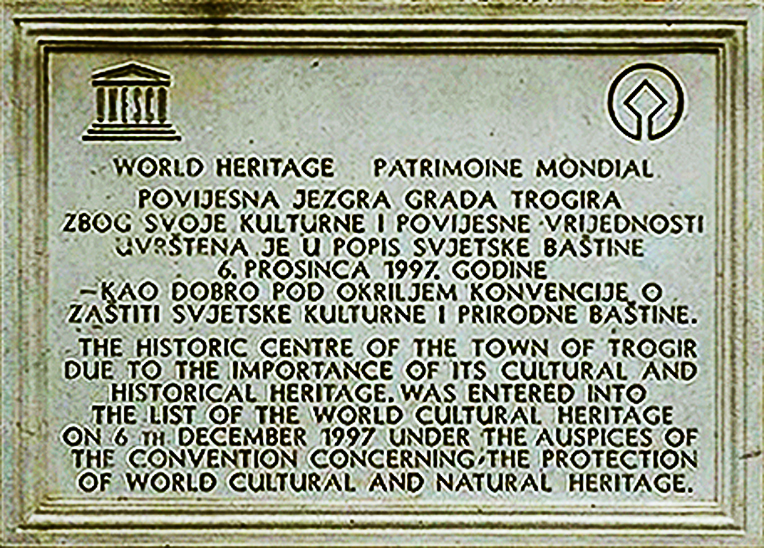 UNESCO
WORLD HERITAGE PATRIMOINE MONDIAL
POVIJESNA JEZGRA GRADA TROGIRA
ZBOG SVOJE KULTURNE I POVIJESNE VRIJEDNOSTI
UVRŠTENA JE U POPIS SVJETSKE BAŠTINE
6. PROSINCA 1997. GODINE
– KAO DOBRO POD OKRILJEM KONVENCIJE O
ZAŠTITI SVJETSKE KULTURNE I PRIRODNE BAŠTINE.
THE HISTORIC CENTRE OF THE TOWN OF TROGIR
DUE TO THE IMPORTANCE OF ITS CULTURAL AND
HISTORICAL HERITAGE. WAS ENTERED INTO
THE LIST OF THE WORLD CULTURAL HERITAGE
ON 6 TH DECEMBER 1997 UNDER THE AUSPICES OF
THE CONVENTION CONCERNING THE PROTECTION
OF WORLD CULTURAL AND NATURAL HERITAGE.